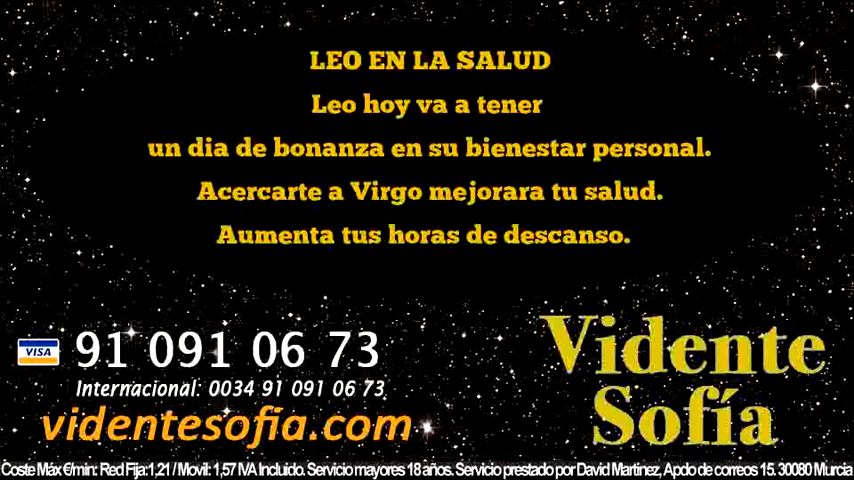 LEO EN LA SALUD
Leo hoy va a tener
un dia de bonanza en su bienestar personal.
Acercarte a Virgo mejorara tu salud.
Aumenta tus horas de descanso.
VISA 91 091 06 73
Internacional: 0034 91 091 06 73
videntesofia.com
Vidente
Sofía
Coste Máx €/min: Red Fija:1,21 / Movil: 1,57 IVA Incluido. Servicio mayores 18 años. Servicio prestado por David Martinez, Apdo de correos 15. 30080 Murcia